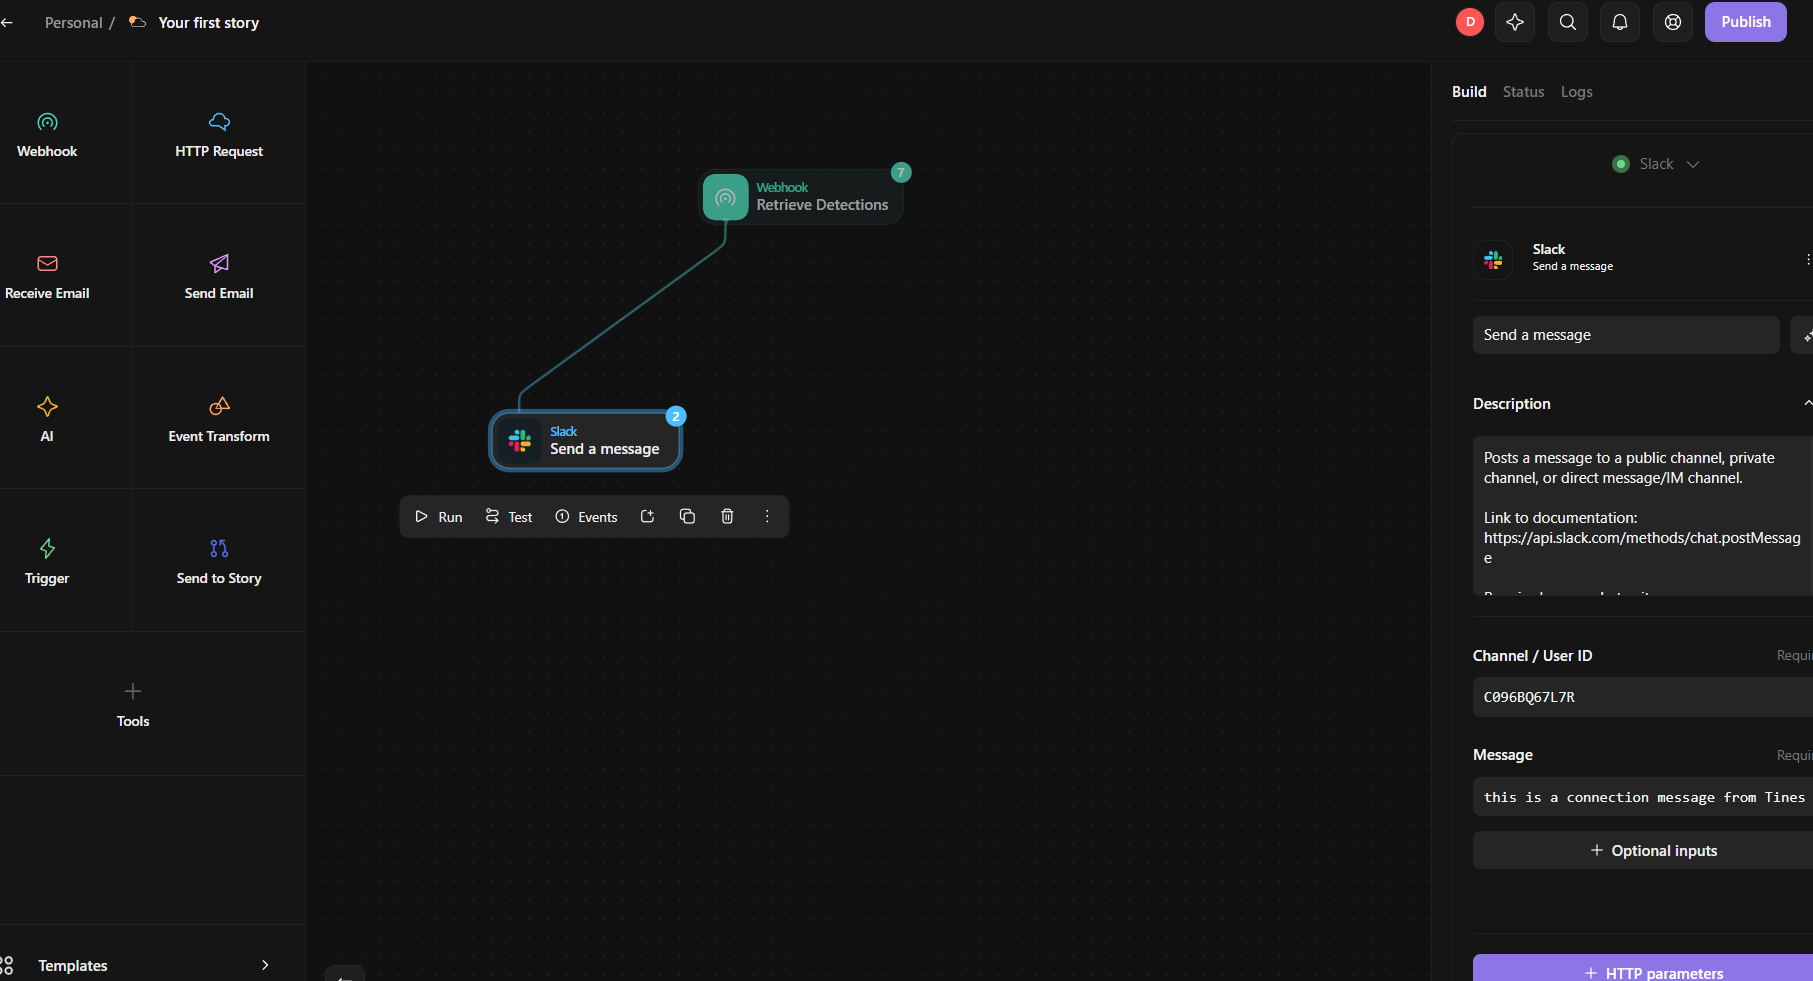 Personal / Your first story
D
Publish
Webhook
HTTP Request
Receive Email
Send Email
AI
Event Transform
Trigger
Send to Story
Tools
Templates
7
Webhook
Retrieve Detections
2
Slack
Send a message
Run
Test
Events
Build
Status
Logs
Slack
Slack
Send a message
Send a message
Description
Posts a message to a public channel, private
channel, or direct message/IM channel.
Link to documentation:
https://api.slack.com/methods/chat.postMessag
e
Channel / User ID
Requi
C096BQ67L7R
Message
Requi
this is a connection message from Tines
+ Optional inputs
+ HTTP parameters